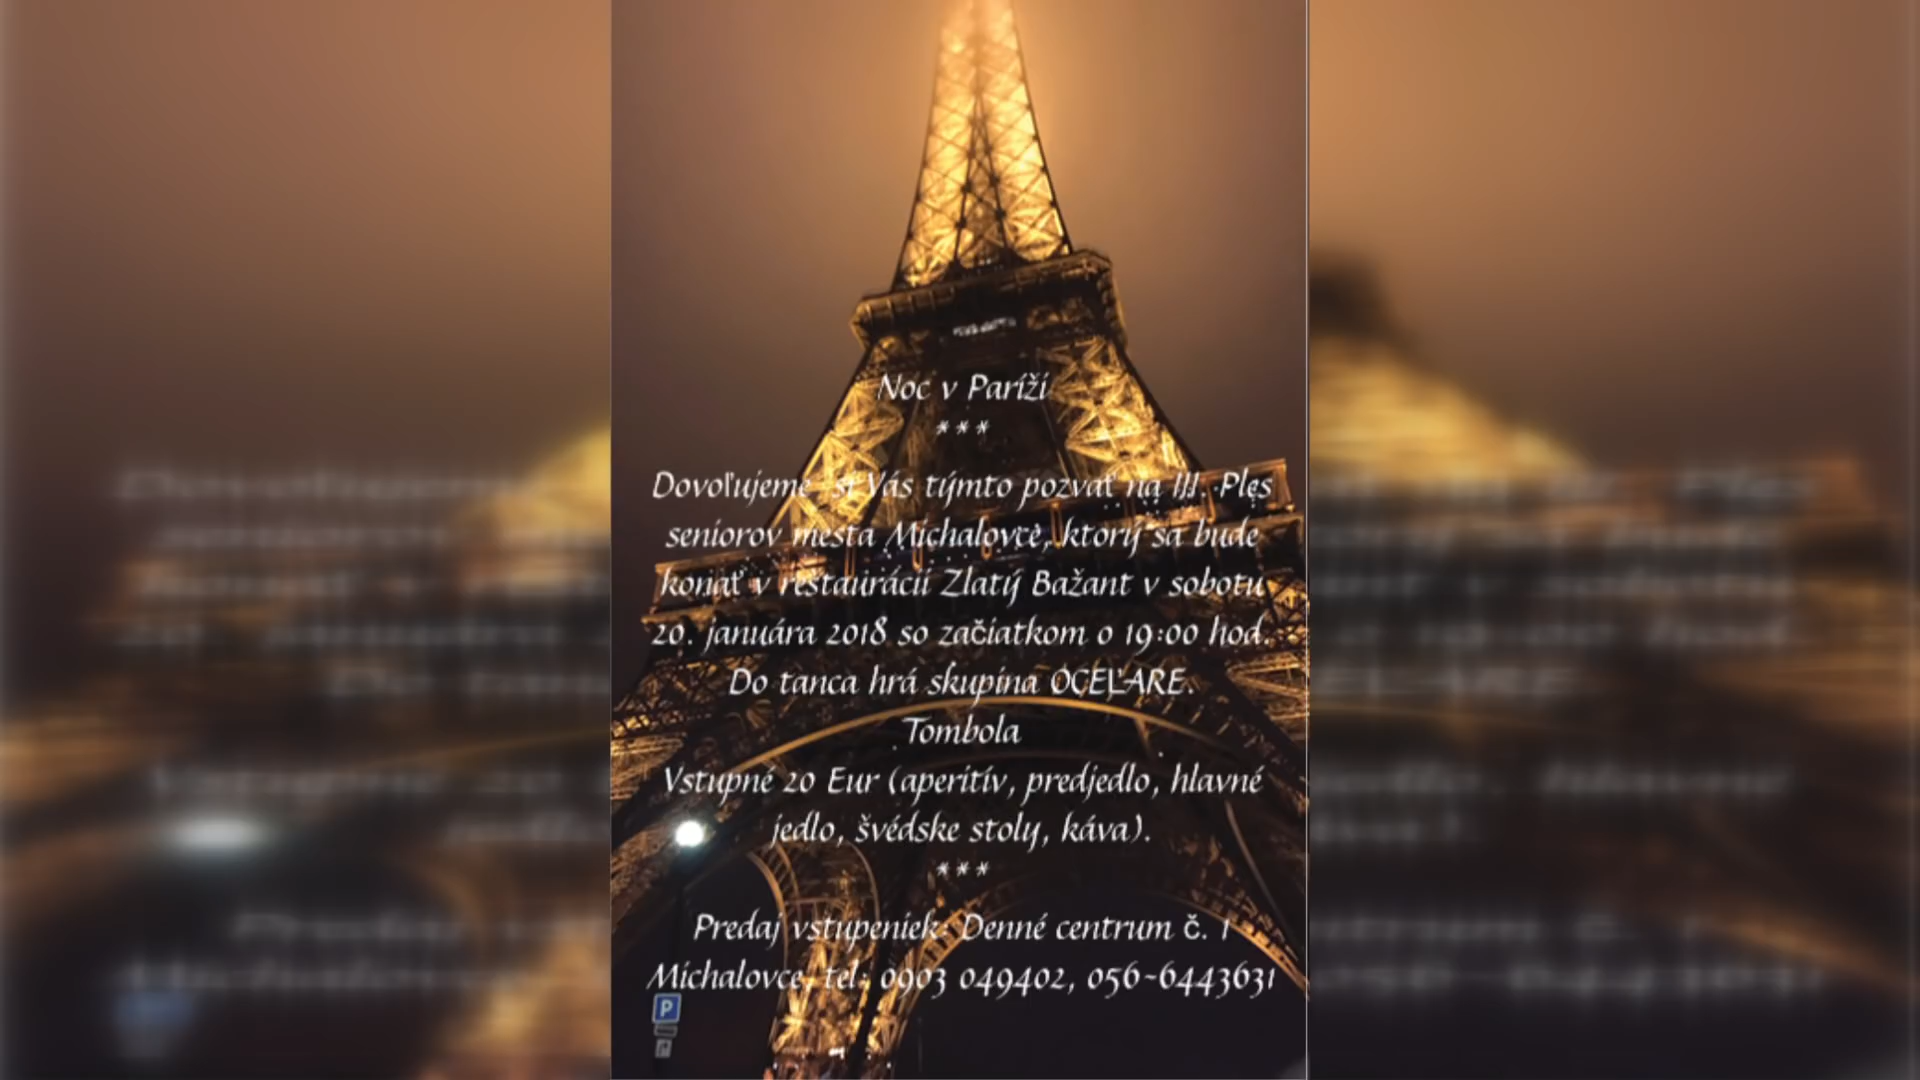 Noc v Paríži
***
Dovoľujeme si Vás týmto pozvať na III. Ples
seniorov mesta Michalovce, ktorý sa bude
konať v reštaurácii Zlatý Bažant v sobotu
20. januára 2018 so začiatkom o 19:00 hod.
Do tanca hrá skupina OCEĽARE.
Tombola
Vstupné 20 Eur (aperitív, predjedlo, hlavné
jedlo, švédske stoly, káva).
***
Predaj vstupeniek: Denné centrum č. 1
Michalovce, tel: 0903 049402, 056-6443631
P